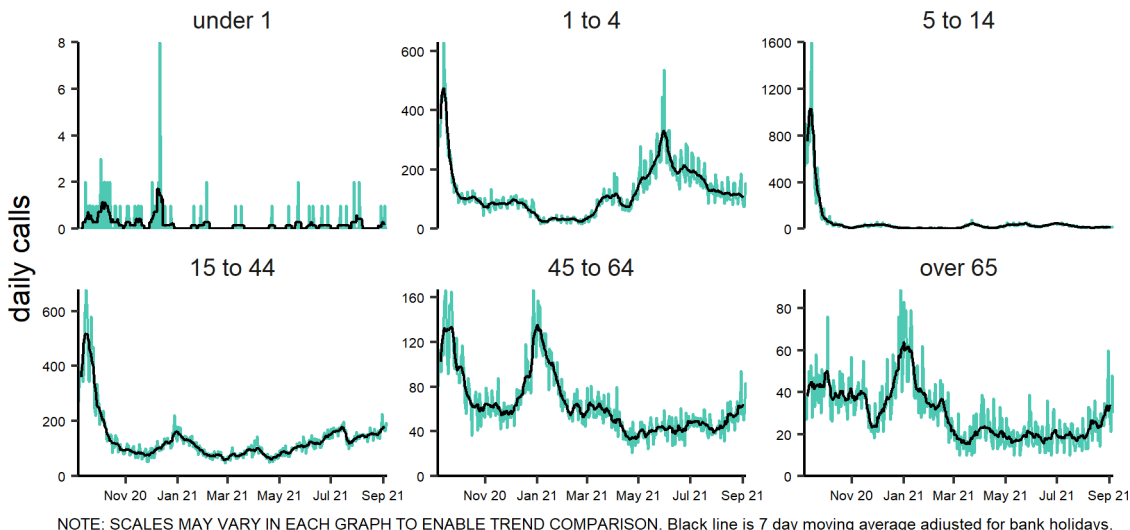 under 1
1 to 4
5 to 14
8
6
4
2
0
600
400
200
0
1600
1200
800
400
0
daily calls
15 to 44
45 to 64
over 65
600
400
200
0
160
120
80
40
0
80
60
40
20
0
Nov 20 Jan 21 Mar 21 May 21 Jul 21 Sep 21
Nov 20 Jan 21 Mar 21 May 21 Jul 21 Sep 21
Nov 20 Jan 21 Mar 21 May 21 Jul 21 Sep 21
NOTE: SCALES MAY VARY IN EACH GRAPH TO ENABLE TREND COMPARISON. Black line is 7 day moving average adjusted for bank holidays.